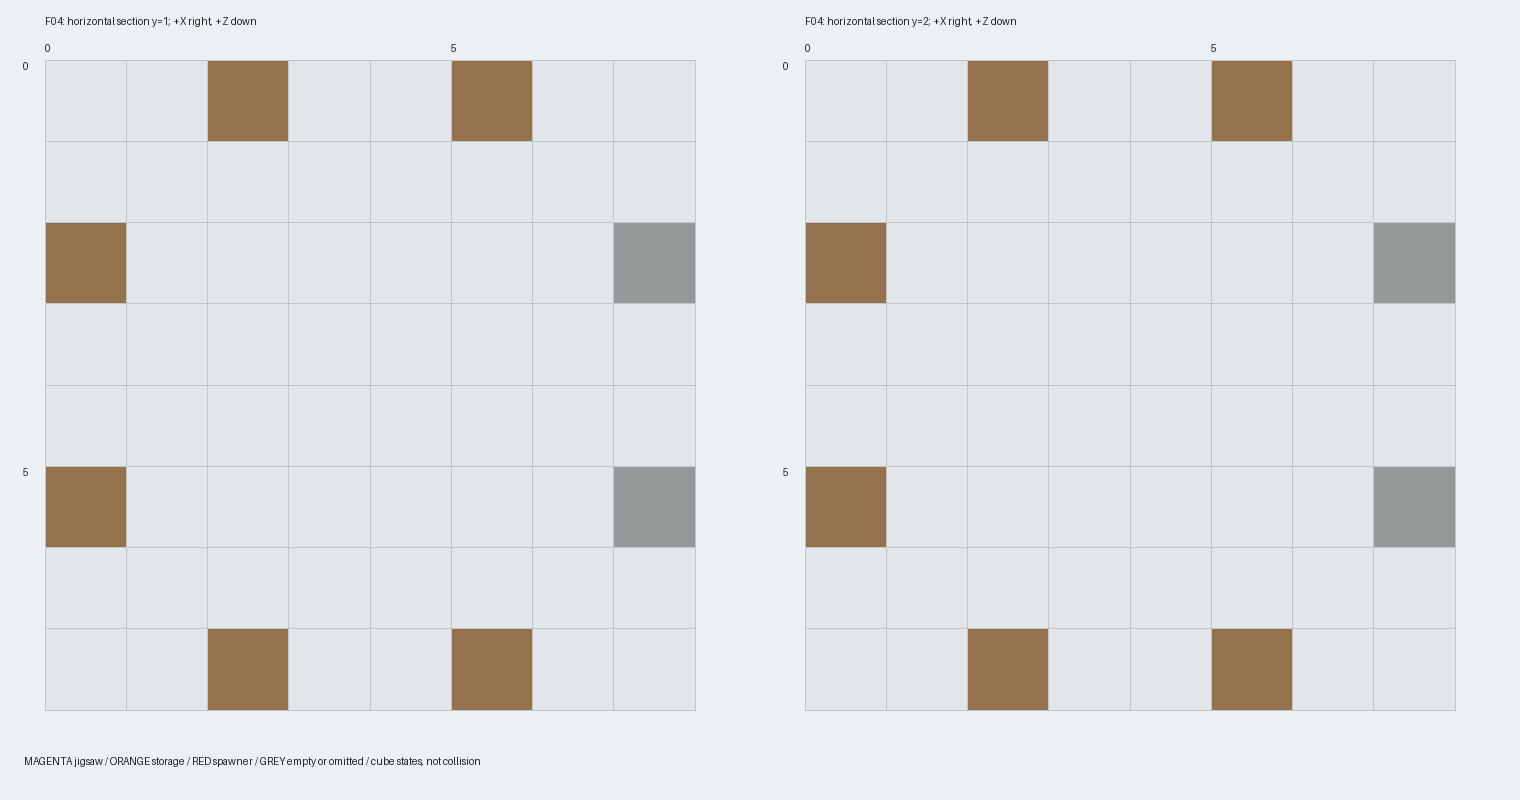 F04: horizontal section y=1; +X right, +Z down
F04: horizontal section y=2; +X right, +Z down
0 5
0 5
0
0
5
5
MAGENTA jigsaw / ORANGE storage / RED spawner / GREY empty or omitted / cube states, not collision